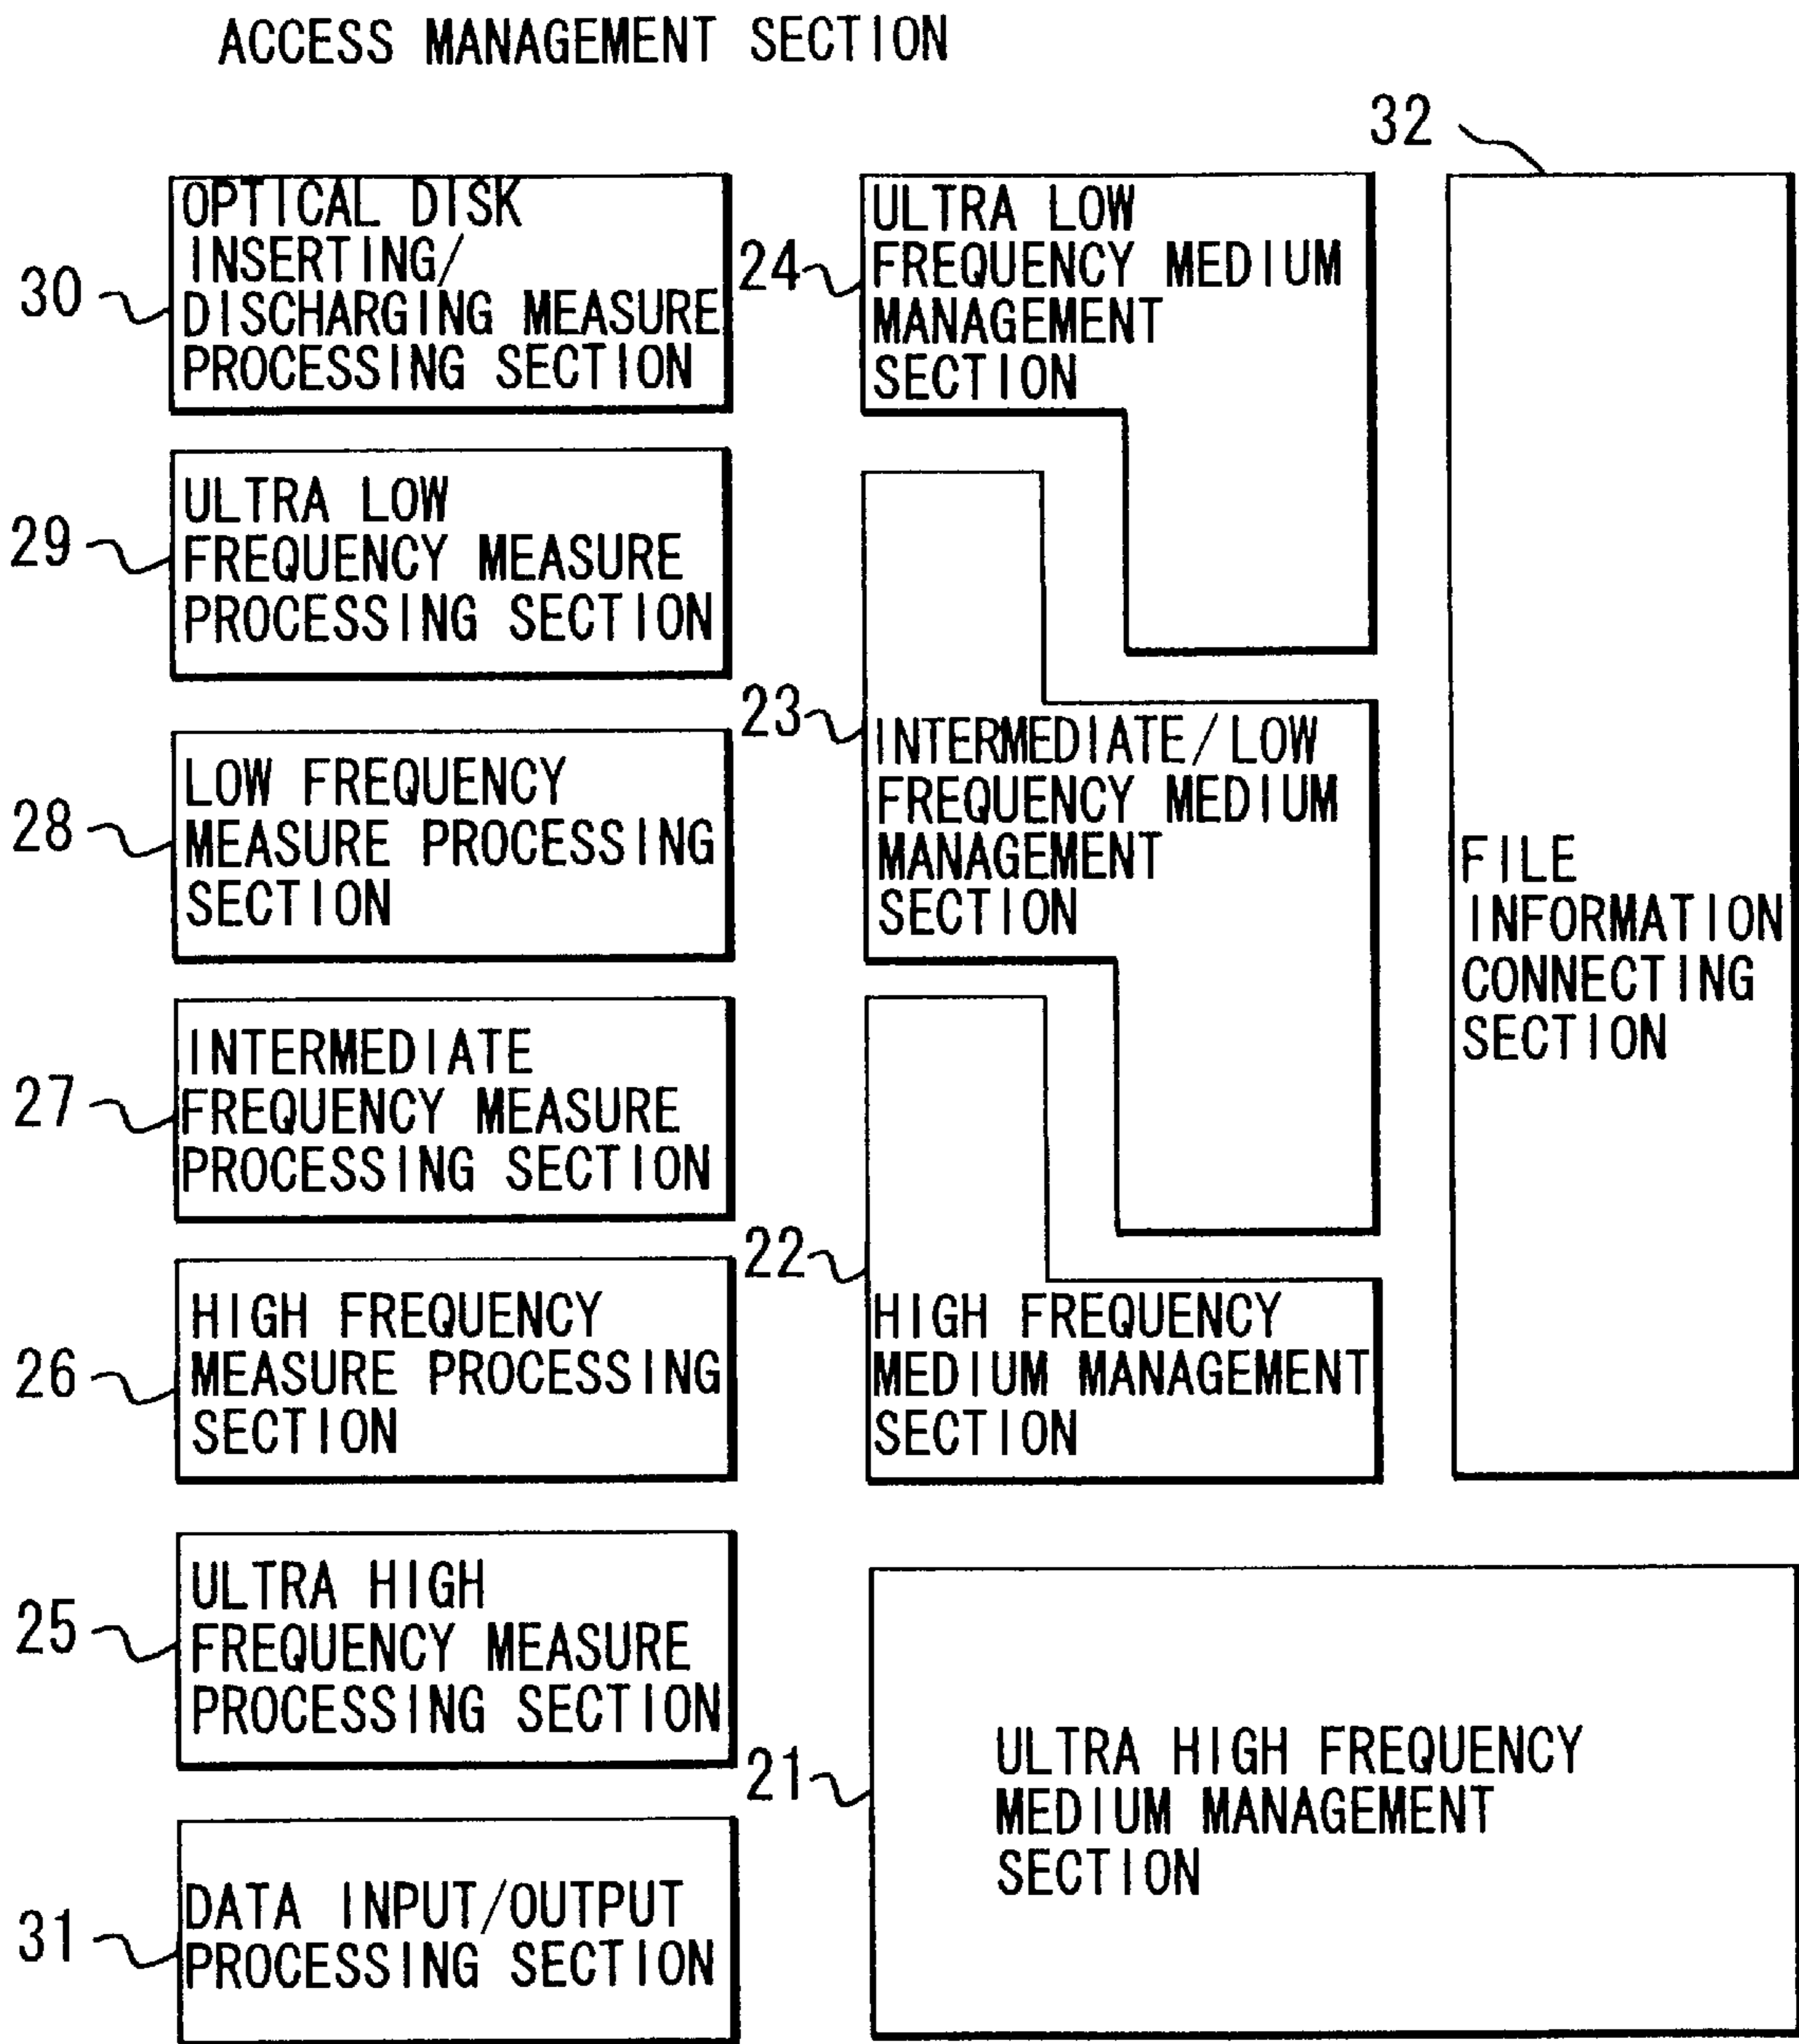 ACCESS MANAGEMENT SECTION
30
OPTICAL DISK
INSERTING/
DISCHARGING MEASURE
PROCESSING SECTION
29
ULTRA LOW
FREQUENCY MEASURE
PROCESSING SECTION
28
LOW FREQUENCY
MEASURE PROCESSING
SECTION
27
INTERMEDIATE
FREQUENCY MEASURE
PROCESSING SECTION
26
HIGH FREQUENCY
MEASURE PROCESSING
SECTION
25
ULTRA HIGH
FREQUENCY MEASURE
PROCESSING SECTION
31
DATA INPUT/OUTPUT
PROCESSING SECTION
24
ULTRA LOW
FREQUENCY MEDIUM
MANAGEMENT
SECTION
23
INTERMEDIATE/LOW
FREQUENCY MEDIUM
MANAGEMENT
SECTION
22
HIGH FREQUENCY
MEDIUM MANAGEMENT
SECTION
21
ULTRA HIGH FREQUENCY
MEDIUM MANAGEMENT
SECTION
32
FILE
INFORMATION
CONNECTING
SECTION